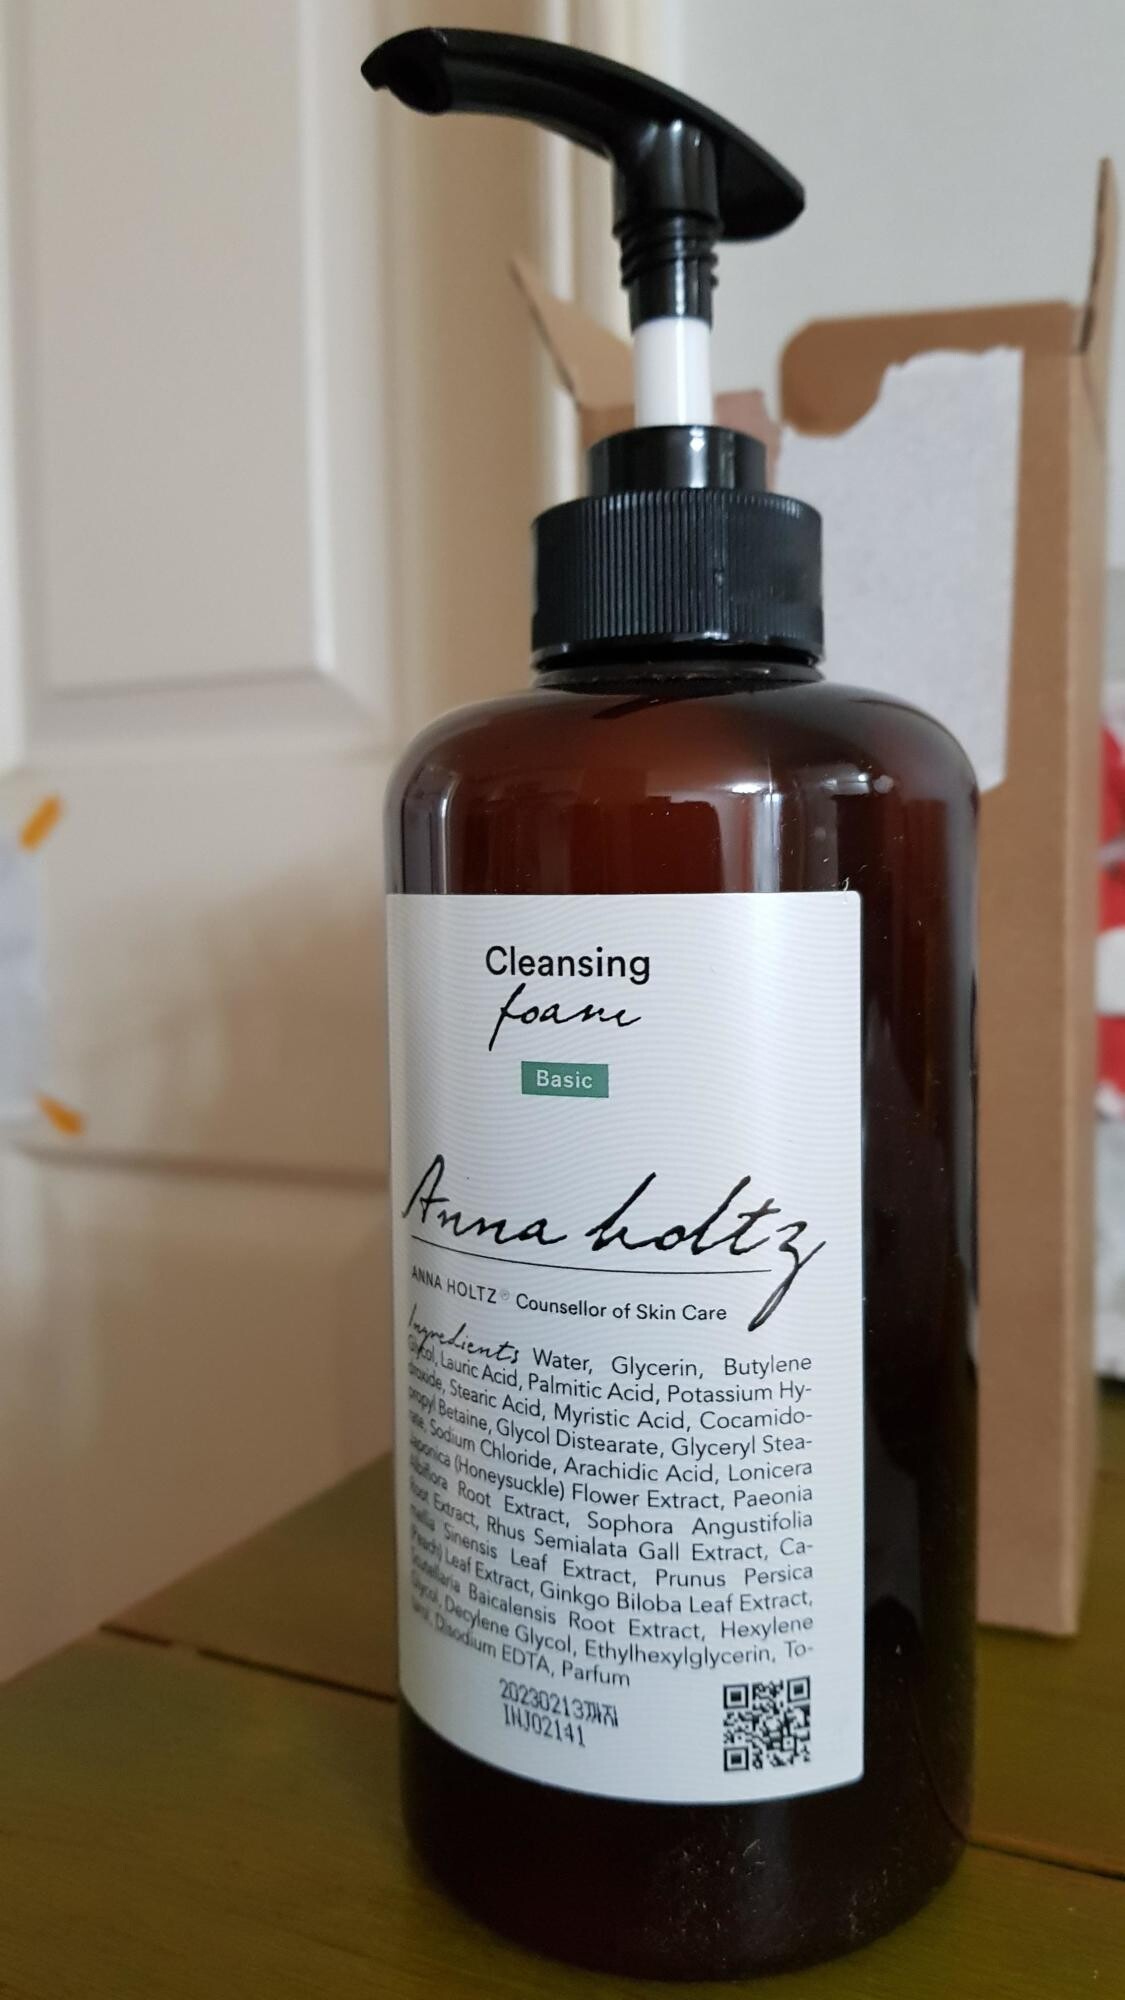 Cleansing
foam
Basic
Anna holtz
ANNA HOLTZ® Counsellor of Skin Care
Ingredients Water, Glycerin, Butylene
Glycol, Lauric Acid, Palmitic Acid, Potassium Hy-
droxide, Stearic Acid, Myristic Acid, Cocamido-
propyl Betaine, Glycol Distearate, Glyceryl Stea-
rate, Sodium Chloride, Arachidic Acid, Lonicera
Japonica (Honeysuckle) Flower Extract, Paeonia
Albiflora Root Extract, Sophora Angustifolia
Root Extract, Rhus Semialata Gall Extract, Ca-
mellia Sinensis Leaf Extract, Prunus Persica
(Peach) Leaf Extract, Ginkgo Biloba Leaf Extract,
Scutellaria Baicalensis Root Extract, Hexylene
Glycol, Decylene Glycol, Ethylhexylglycerin, To-
Disodium EDTA, Parfum
20230213까지
INJ02141